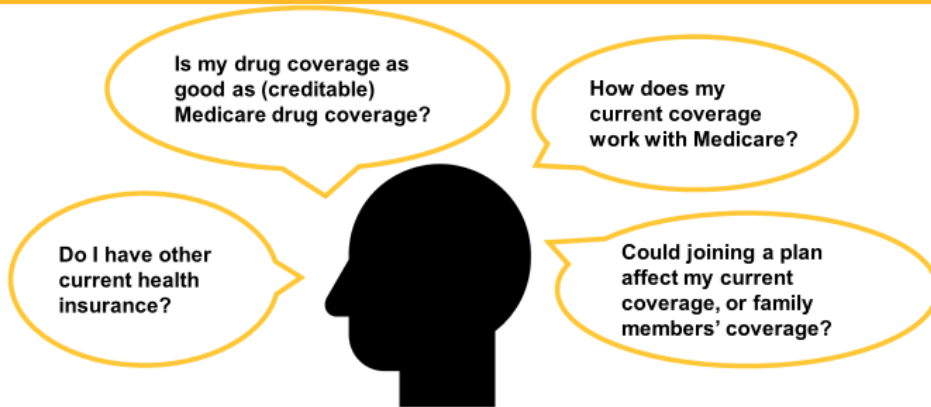 Is my drug coverage as
good as (creditable)
Medicare drug coverage?
How does my
current coverage
work with Medicare?
Do I have other
current health
insurance?
Could joining a plan
affect my current
coverage, or family
members’ coverage?